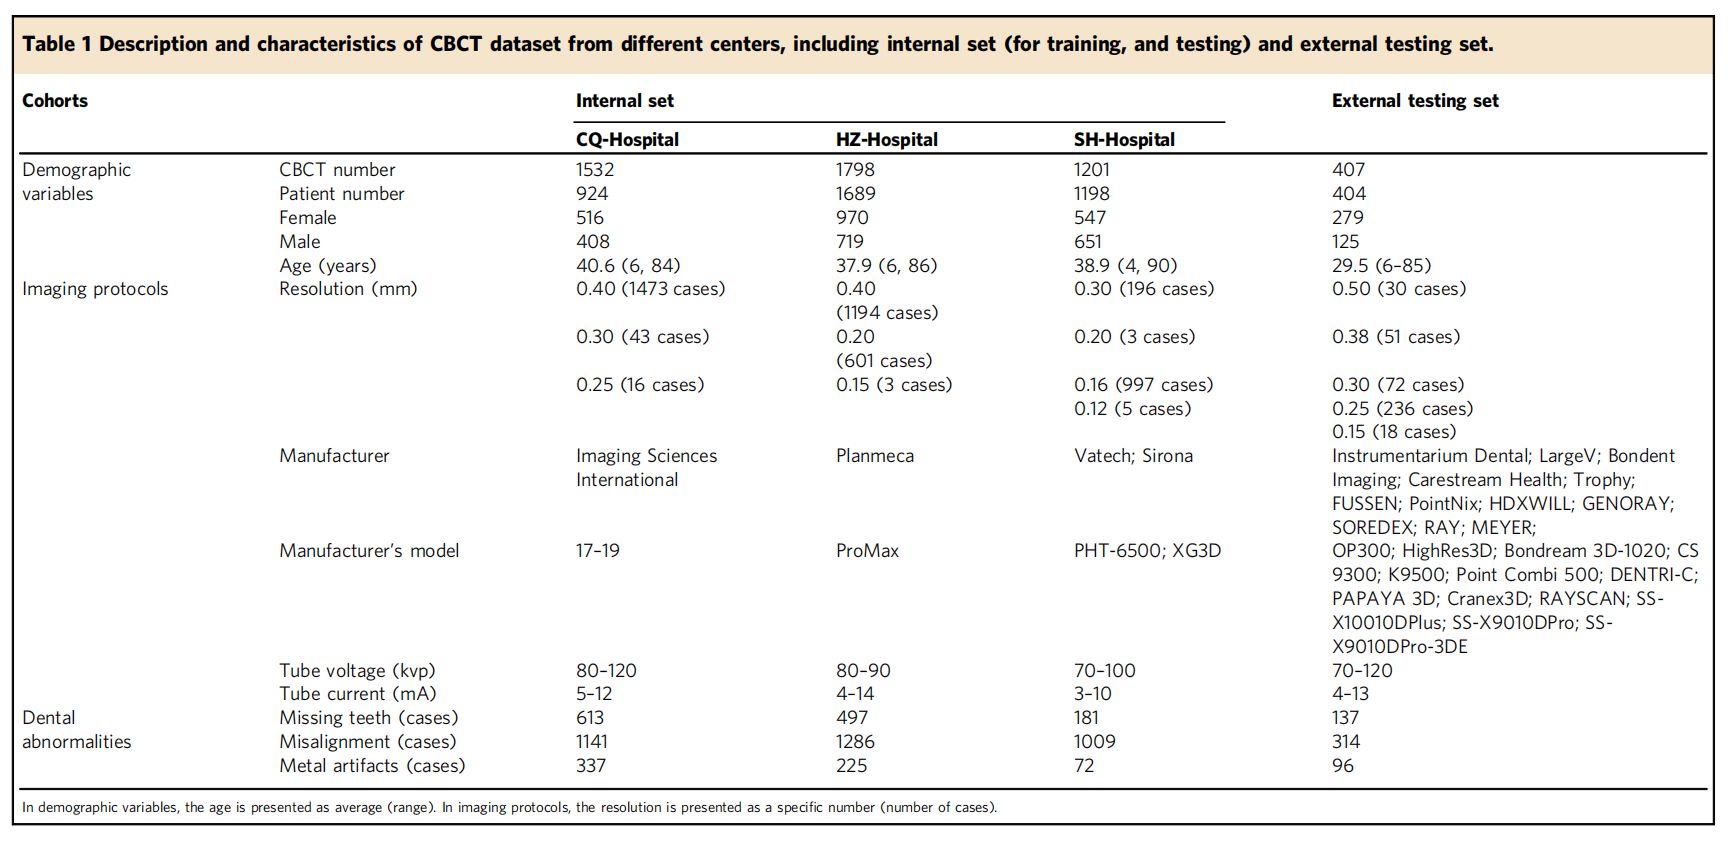 Table 1 Description and characteristics of CBCT dataset from different centers, including internal set (for training, and testing) and external testing set.
Cohorts Internal set External testing set
CQ-Hospital HZ-Hospital SH-Hospital
Demographic CBCT number 1532 1798 1201 407
variables Patient number 924 1689 1198 404
Female 516 970 547 279
Male 408 719 651 125
Age (years) 40.6 (6, 84) 37.9 (6, 86) 38.9 (4, 90) 29.5 (6–85)
Imaging protocols Resolution (mm) 0.40 (1473 cases) 0.40 0.30 (196 cases) 0.50 (30 cases)
(1194 cases)
0.30 (43 cases) 0.20 0.20 (3 cases) 0.38 (51 cases)
(601 cases)
0.25 (16 cases) 0.15 (3 cases) 0.16 (997 cases) 0.30 (72 cases)
0.12 (5 cases) 0.25 (236 cases)
0.15 (18 cases)
Manufacturer Imaging Sciences Planmeca Vatech; Sirona Instrumentarium Dental; LargeV; Bondent
International Imaging; Carestream Health; Trophy;
FUSSEN; PointNix; HDXWILL; GENORAY;
SOREDEX; RAY; MEYER;
Manufacturer's model 17–19 ProMax PHT-6500; XG3D OP300; HighRes3D; Bondream 3D-1020; CS
9300; K9500; Point Combi 500; DENTRI-C;
PAPAYA 3D; Cranex3D; RAYSCAN; SS-
X10010DPlus; SS-X9010DPro; SS-
X9010DPro-3DE
Tube voltage (kvp) 80–120 80–90 70–100 70–120
Tube current (mA) 5–12 4–14 3–10 4–13
Dental Missing teeth (cases) 613 497 181 137
abnormalities Misalignment (cases) 1141 1286 1009 314
Metal artifacts (cases) 337 225 72 96
In demographic variables, the age is presented as average (range). In imaging protocols, the resolution is presented as a specific number (number of cases).